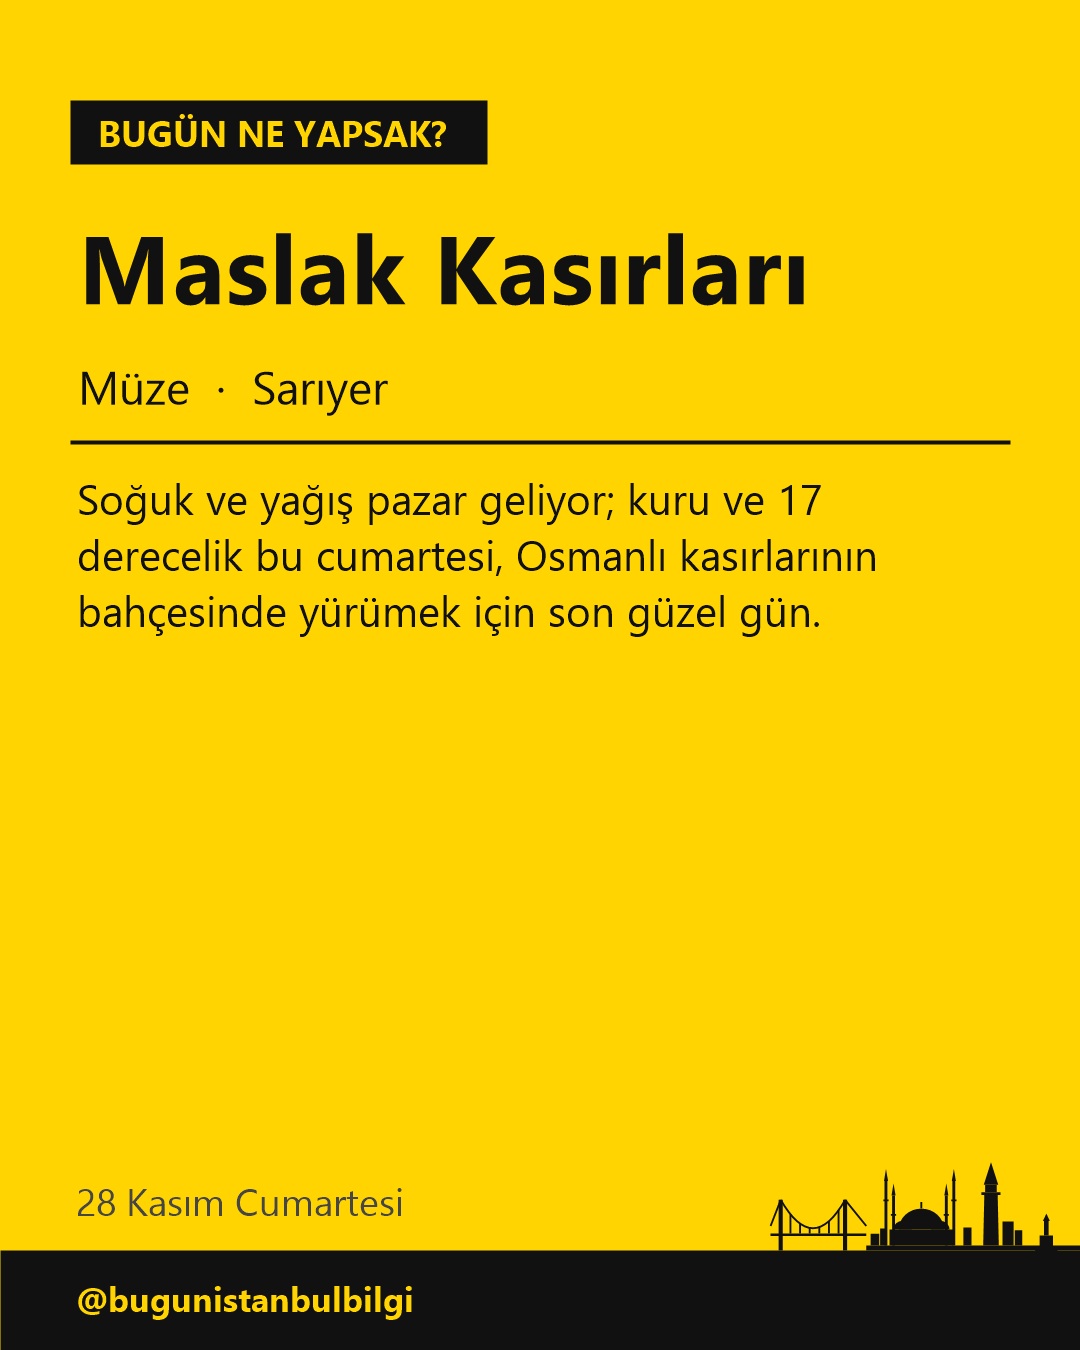 BUGÜN NE YAPSAK?
Maslak Kasırları
Müze · Sarıyer
Soğuk ve yağış pazar geliyor; kuru ve 17
derecelik bu cumartesi, Osmanlı kasırlarının
bahçesinde yürümek için son güzel gün.
28 Kasım Cumartesi
@bugunistanbulbilgi